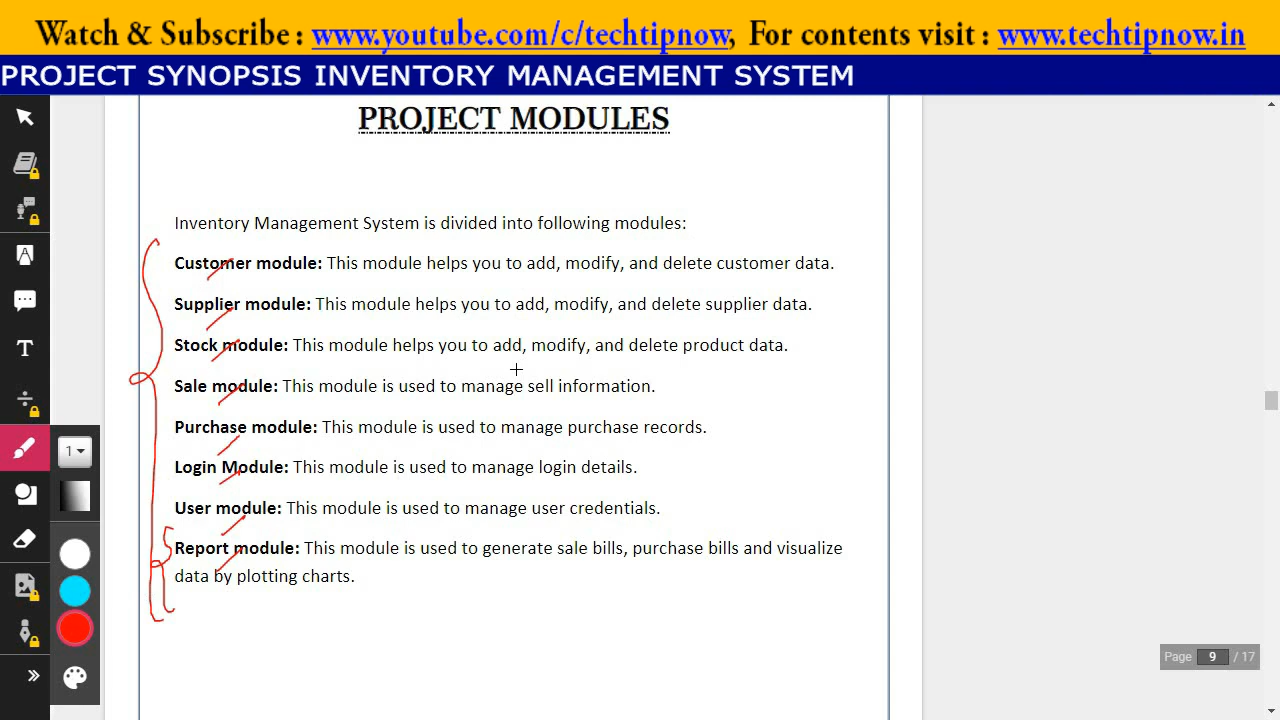 Watch & Subscribe : www.youtube.com/c/techtipnow, For contents visit : www.techtipnow.in
PROJECT SYNOPSIS INVENTORY MANAGEMENT SYSTEM
PROJECT MODULES
Inventory Management System is divided into following modules:
Customer module: This module helps you to add, modify, and delete customer data.
Supplier module: This module helps you to add, modify, and delete supplier data.
Stock module: This module helps you to add, modify, and delete product data.
Sale module: This module is used to manage sell information.
Purchase module: This module is used to manage purchase records.
Login Module: This module is used to manage login details.
User module: This module is used to manage user credentials.
Report module: This module is used to generate sale bills, purchase bills and visualize
data by plotting charts.
1
Page 9 / 17